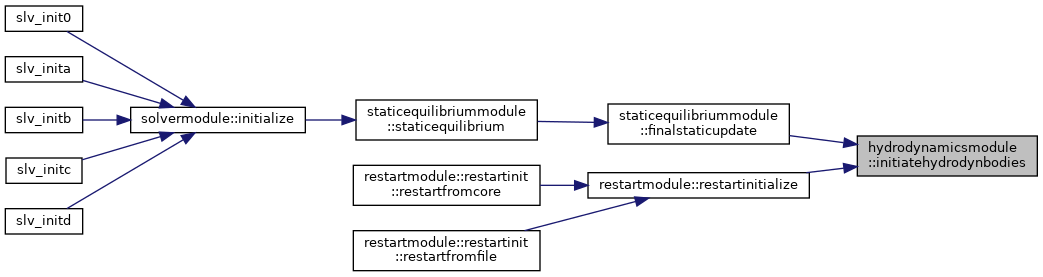 slv_init0
slv_inita
slv_initb
slv_initc
slv_initd
solvermodule::initialize
staticequilibriummodule
::staticequilibrium
restartmodule::restartinit
::restartfromcore
restartmodule::restartinit
::restartfromfile
staticequilibriummodule
::finalstaticupdate
restartmodule::restartinitialize
hydrodynamicsmodule
::initiatehydrodynbodies